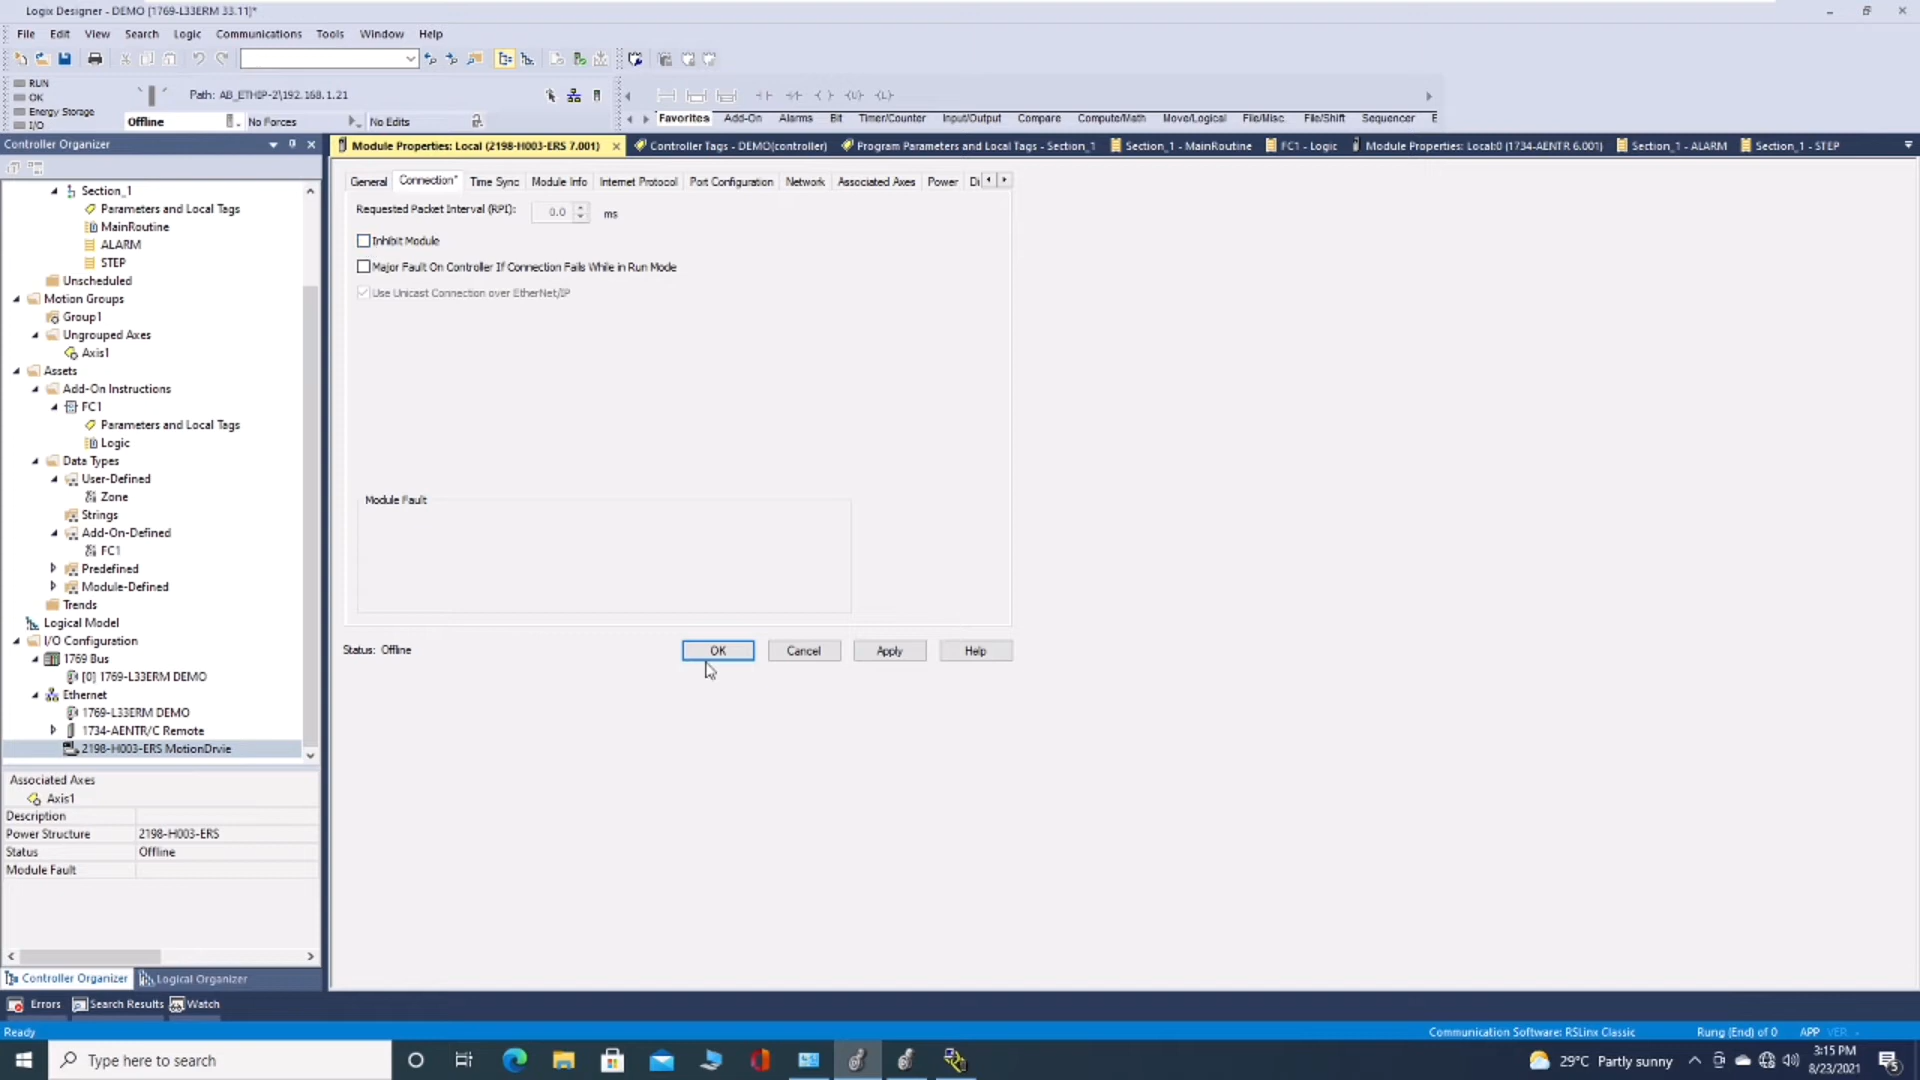 Logix Designer - DEMO [1769-L33ERM 33.11]*
File Edit View Search Logic Communications Tools Window Help
RUN
OK
Energy Storage
I/O
Path: AB_ETHIP-2\192.168.1.21
Offline
No Forces
No Edits
Favorites Add-On Alarms Bit Timer/Counter Input/Output Compare Compute/Math Move/Logical File/Misc. File/Shift Sequencer E
Controller Organizer
Module Properties: Local (2198-H003-ERS 7.001)
Controller Tags - DEMO(controller)
Program Parameters and Local Tags - Section_1
Section_1 - MainRoutine
FC1 - Logic
Module Properties: Local:0 (1734-AENTR 6.001)
Section_1 - ALARM
Section_1 - STEP
General Connection* Time Sync Module Info Internet Protocol Port Configuration Network Associated Axes Power Di
Section_1
Parameters and Local Tags
MainRoutine
ALARM
STEP
Unscheduled
Motion Groups
Group1
Ungrouped Axes
Axis1
Assets
Add-On Instructions
FC1
Parameters and Local Tags
Logic
Data Types
User-Defined
Zone
Strings
Add-On-Defined
FC1
Predefined
Module-Defined
Trends
Logical Model
I/O Configuration
1769 Bus
[0] 1769-L33ERM DEMO
Ethernet
1769-L33ERM DEMO
1734-AENTR/C Remote
2198-H003-ERS MotionDrvie
Requested Packet Interval (RPI): 0.0 ms
Inhibit Module
Major Fault On Controller If Connection Fails While in Run Mode
Use Unicast Connection over EtherNet/IP
Module Fault
Status: Offline
OK Cancel Apply Help
Associated Axes
Axis1
Description
Power Structure 2198-H003-ERS
Status Offline
Module Fault
Controller Organizer Logical Organizer
Errors Search Results Watch
Ready
Communication Software: RSLinx Classic
Rung (End) of 0
APP VER
Type here to search
29°C Partly sunny
3:15 PM
8/23/2021
5